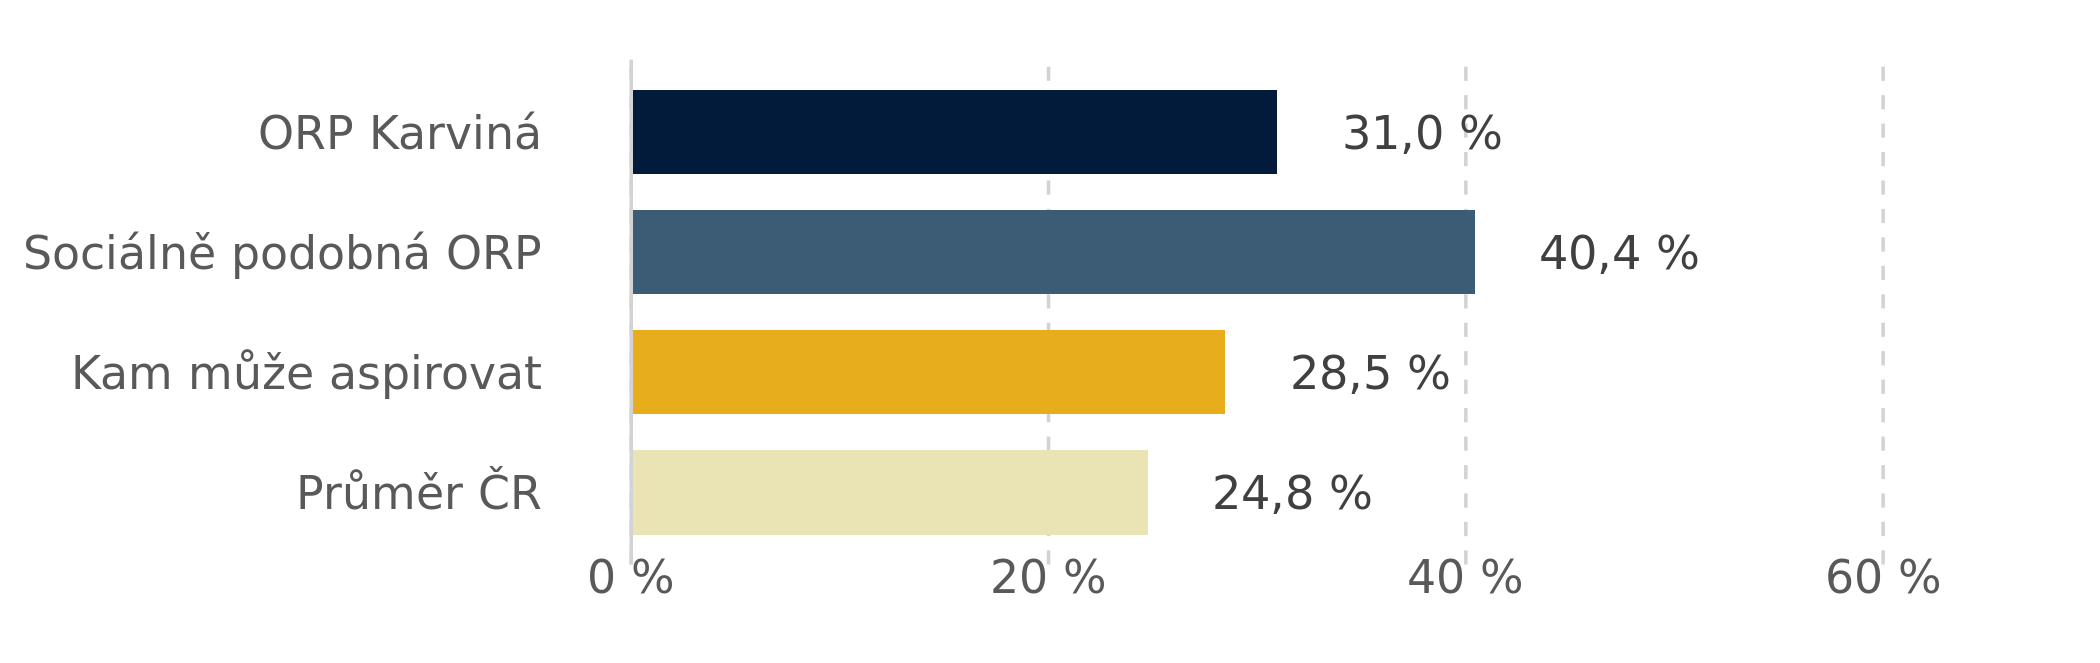 ORP Karviná
31,0 %
Sociálně podobná ORP
40,4 %
Kam může aspirovat
28,5 %
Průměr ČR
24,8 %
0 %
20 %
40 %
60 %